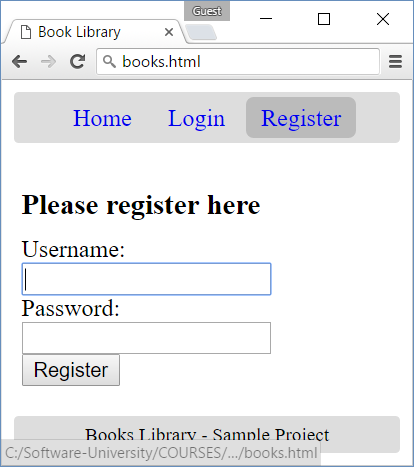 Guest
Book Library
books.html
Home Login Register
Please register here
Username:
Password:
Register
Books Library - Sample Project
C:/Software-University/COURSES/.../books.html